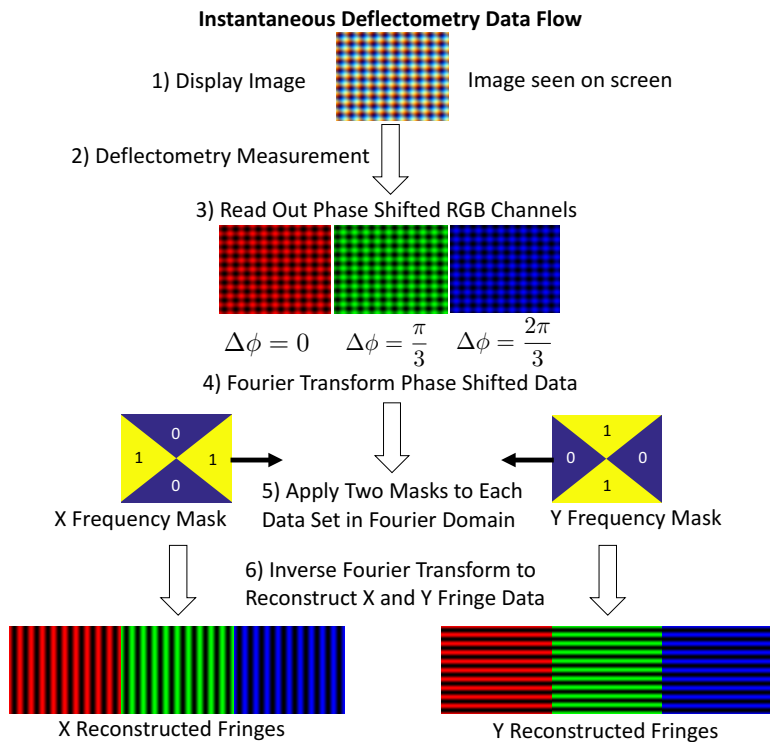 Instantaneous Deflectometry Data Flow
1) Display Image
Image seen on screen
2) Deflectometry Measurement
3) Read Out Phase Shifted RGB Channels
Δϕ = 0
Δϕ = π/3
Δϕ = 2π/3
4) Fourier Transform Phase Shifted Data
0
1 1
0
1
0 0
1
5) Apply Two Masks to Each
Data Set in Fourier Domain
X Frequency Mask
Y Frequency Mask
6) Inverse Fourier Transform to
Reconstruct X and Y Fringe Data
X Reconstructed Fringes
Y Reconstructed Fringes